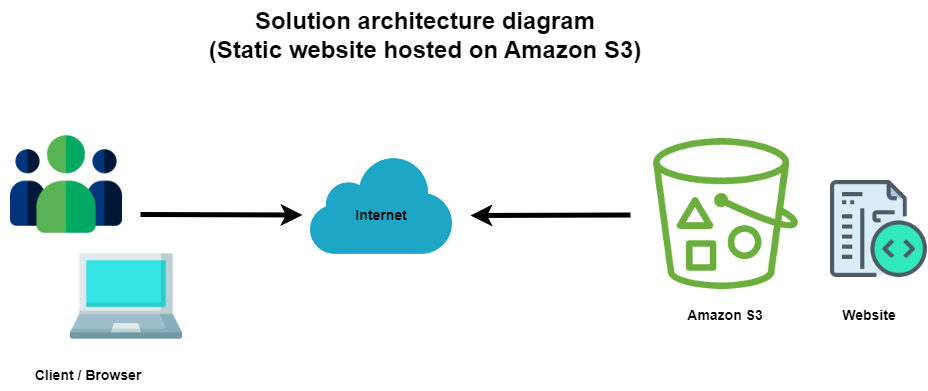 Solution architecture diagram
(Static website hosted on Amazon S3)
Internet
Amazon S3
Website
Client / Browser